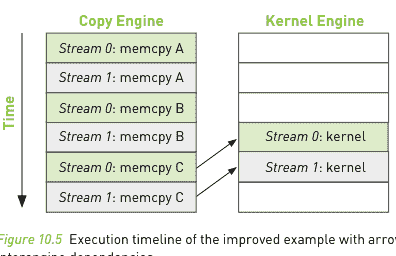 Copy Engine Kernel Engine
Time
Stream 0: memcpy A
Stream 1: memcpy A
Stream 0: memcpy B
Stream 1: memcpy B
Stream 0: memcpy C
Stream 1: memcpy C
Stream 0: kernel
Stream 1: kernel
Figure 10.5 Execution timeline of the improved example with
dependencies